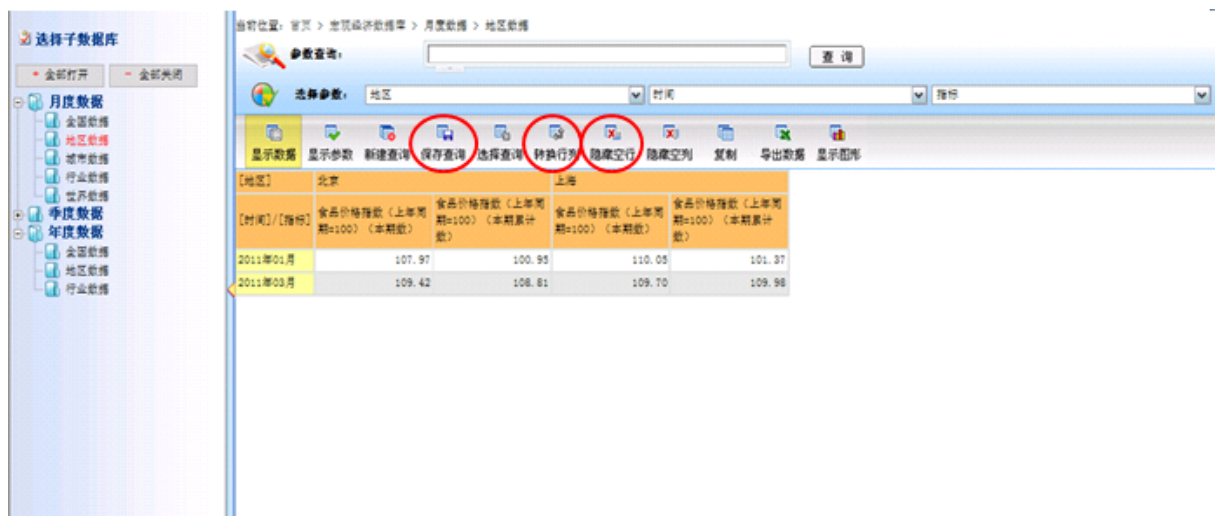 当前位置：首页 > 宏观经济数据库 > 月度数据 > 地区数据
选择子数据库
+ 全部打开 - 全部关闭
月度数据
全国数据
地区数据
城市数据
行业数据
世界数据
季度数据
年度数据
全国数据
地区数据
行业数据
参数查询：
查 询
选择参数： 地区 时间 指标
显示数据 显示参数 新建查询 保存查询 选择查询 转换行列 隐藏空行 隐藏空列 复制 导出数据 显示图形
[地区] 北京 上海
[时间]/[指标]
食品价格指数（上年同
期=100）（本期数）
食品价格指数（上年同
期=100）（本期累计
数）
食品价格指数（上年同
期=100）（本期数）
食品价格指数（上年同
期=100）（本期累计
数）
2011年01月 107.97 100.95 110.05 101.37
2011年03月 109.42 108.81 109.70 109.98